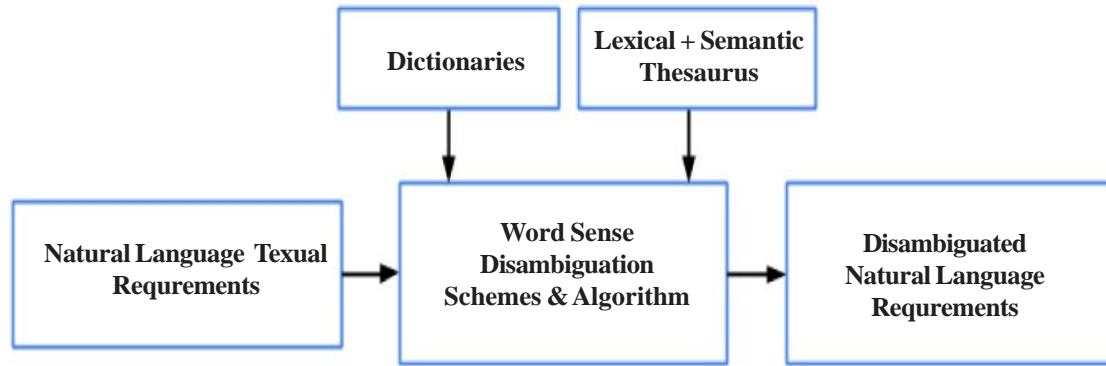 Dictionaries
Lexical + Semantic
Thesaurus
Natural Language Texual
Requrements
Word Sense
Disambiguation
Schemes & Algorithm
Disambiguated
Natural Language
Requrements